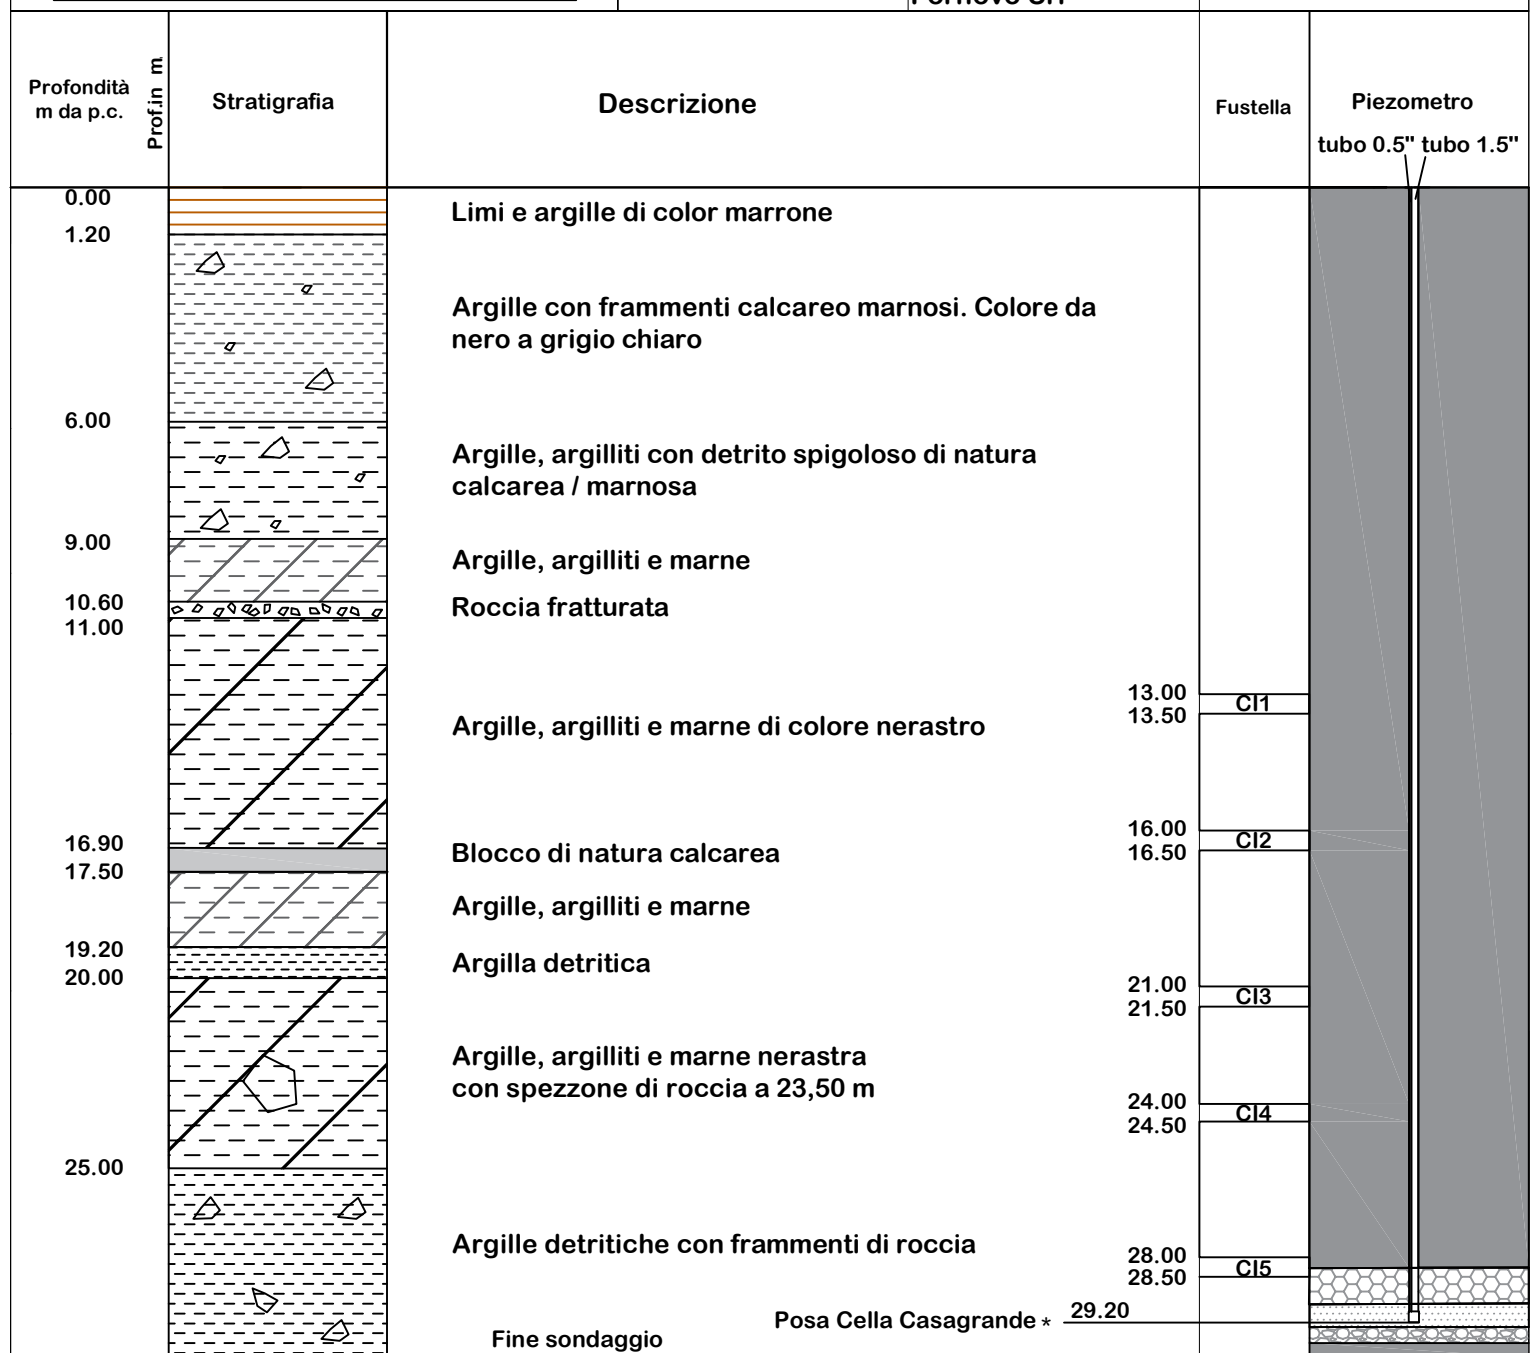 Profondità
m da p.c.
Prof.in m
Stratigrafia
Descrizione
Fustella
Piezometro
tubo 0.5" tubo 1.5"
0.00
Limi e argille di color marrone
1.20
Argille con frammenti calcareo marnosi. Colore da
nero a grigio chiaro
6.00
Argille, argilliti con detrito spigoloso di natura
calcarea / marnosa
9.00
Argille, argilliti e marne
10.60
Roccia fratturata
11.00
13.00
CI1
13.50
Argille, argilliti e marne di colore nerastro
16.00
CI2
16.50
16.90
Blocco di natura calcarea
17.50
Argille, argilliti e marne
19.20
Argilla detritica
20.00
21.00
CI3
21.50
Argille, argilliti e marne nerastra
con spezzone di roccia a 23,50 m
24.00
CI4
24.50
25.00
Argille detritiche con frammenti di roccia
28.00
CI5
28.50
Posa Cella Casagrande * 29.20
Fine sondaggio